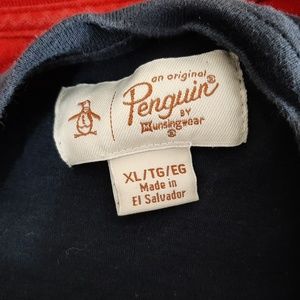 an original
Penguin®
BY
Munsingwear
®
XL/TG/EG
Made in
El Salvador